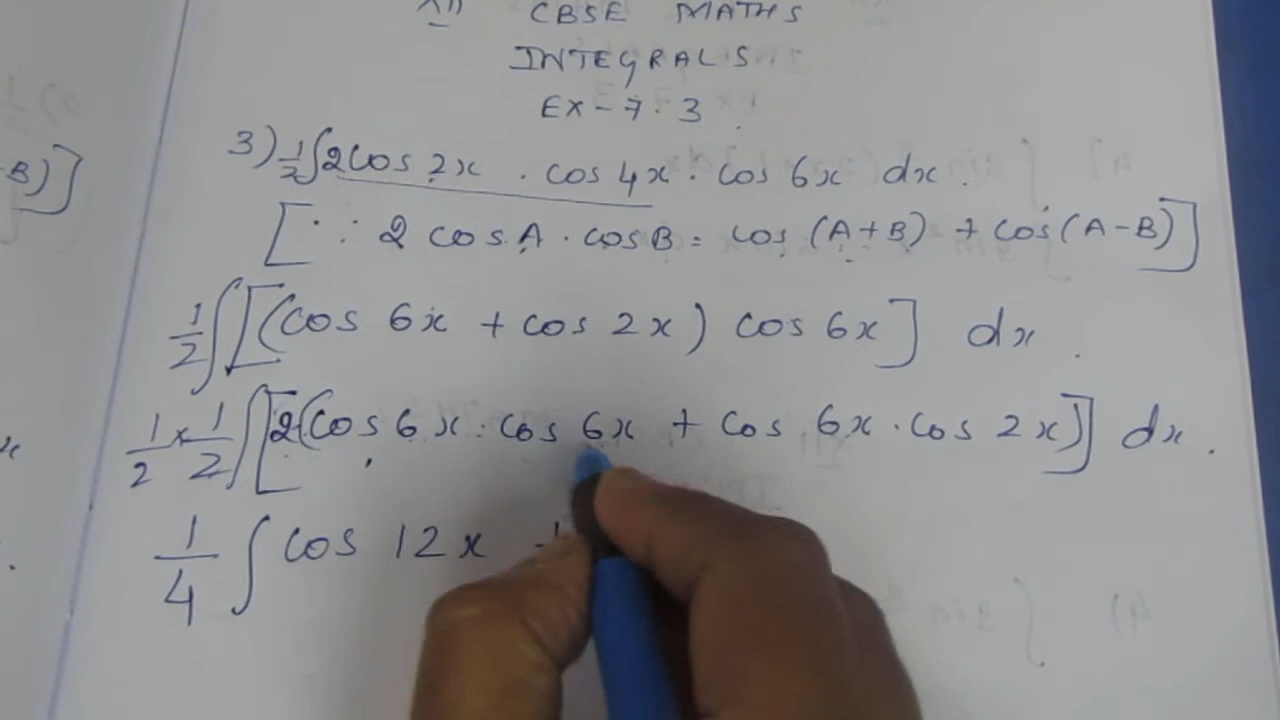 XII CBSE MATHS
INTEGRALS
EX-7.3
3) 1/2 ∫ 2cos 2x . cos 4x . cos 6x dx.
-B)]
[∵ 2 cos A . cos B = cos (A+B) + cos (A-B)]
1/2 ∫ [(cos 6x + cos 2x) cos 6x] dx.
1/2 × 1/2 ∫ [2(cos 6x . cos 6x + cos 6x . cos 2x)] dx.
x
1/4 ∫ cos 12x +